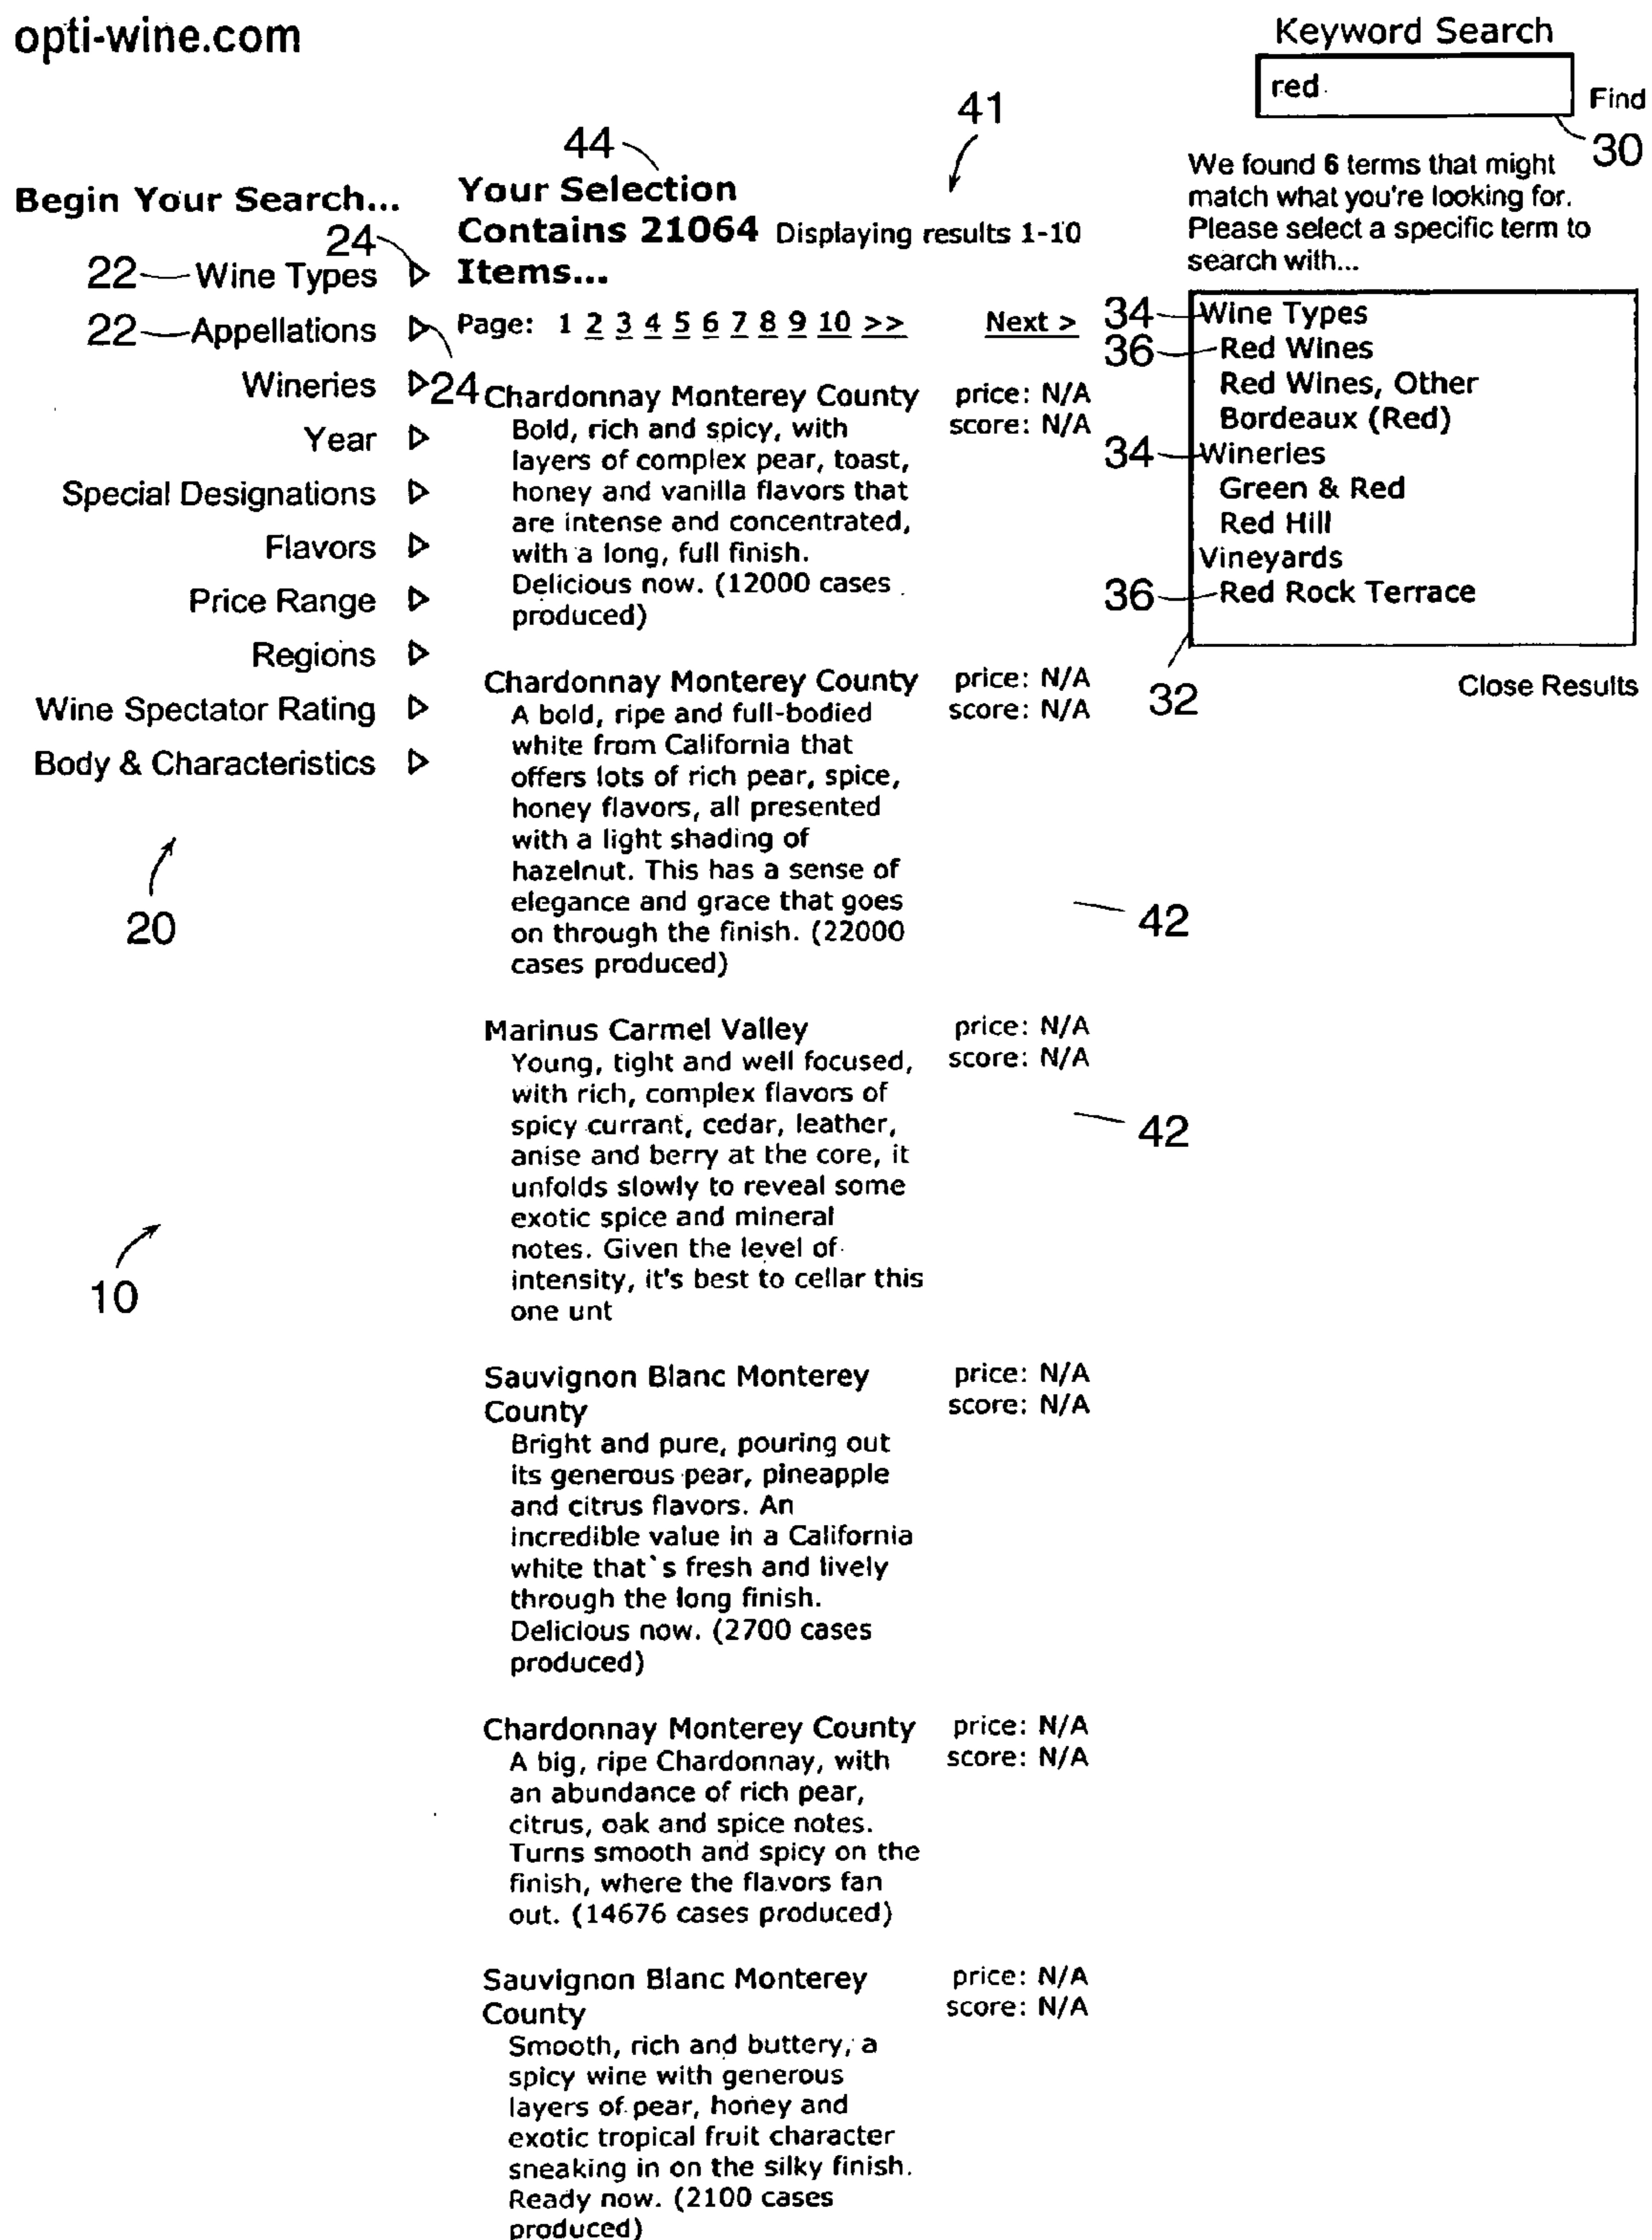 opti-wine.com
Keyword Search
red
Find
30
We found 6 terms that might
match what you're looking for.
Please select a specific term to
search with...
34 Wine Types
36 Red Wines
Red Wines, Other
Bordeaux (Red)
34 Wineries
Green & Red
Red Hill
Vineyards
36 Red Rock Terrace
32
Close Results
Begin Your Search...
24
22 Wine Types
22 Appellations
24
Wineries
Year
Special Designations
Flavors
Price Range
Regions
Wine Spectator Rating
Body & Characteristics
20
10
41
44
Your Selection
Contains 21064 Displaying results 1-10
Items...
Page: 1 2 3 4 5 6 7 8 9 10 >> Next >
Chardonnay Monterey County price: N/A
Bold, rich and spicy, with score: N/A
layers of complex pear, toast,
honey and vanilla flavors that
are intense and concentrated,
with a long, full finish.
Delicious now. (12000 cases
produced)
Chardonnay Monterey County price: N/A
A bold, ripe and full-bodied score: N/A
white from California that
offers lots of rich pear, spice,
honey flavors, all presented
with a light shading of
hazelnut. This has a sense of
elegance and grace that goes
on through the finish. (22000
cases produced)
42
Marinus Carmel Valley price: N/A
Young, tight and well focused, score: N/A
with rich, complex flavors of
spicy currant, cedar, leather,
anise and berry at the core, it
unfolds slowly to reveal some
exotic spice and mineral
notes. Given the level of
intensity, it's best to cellar this
one unt
42
Sauvignon Blanc Monterey price: N/A
County score: N/A
Bright and pure, pouring out
its generous pear, pineapple
and citrus flavors. An
incredible value in a California
white that`s fresh and lively
through the long finish.
Delicious now. (2700 cases
produced)
Chardonnay Monterey County price: N/A
A big, ripe Chardonnay, with score: N/A
an abundance of rich pear,
citrus, oak and spice notes.
Turns smooth and spicy on the
finish, where the flavors fan
out. (14676 cases produced)
Sauvignon Blanc Monterey price: N/A
County score: N/A
Smooth, rich and buttery, a
spicy wine with generous
layers of pear, honey and
exotic tropical fruit character
sneaking in on the silky finish.
Ready now. (2100 cases
produced)